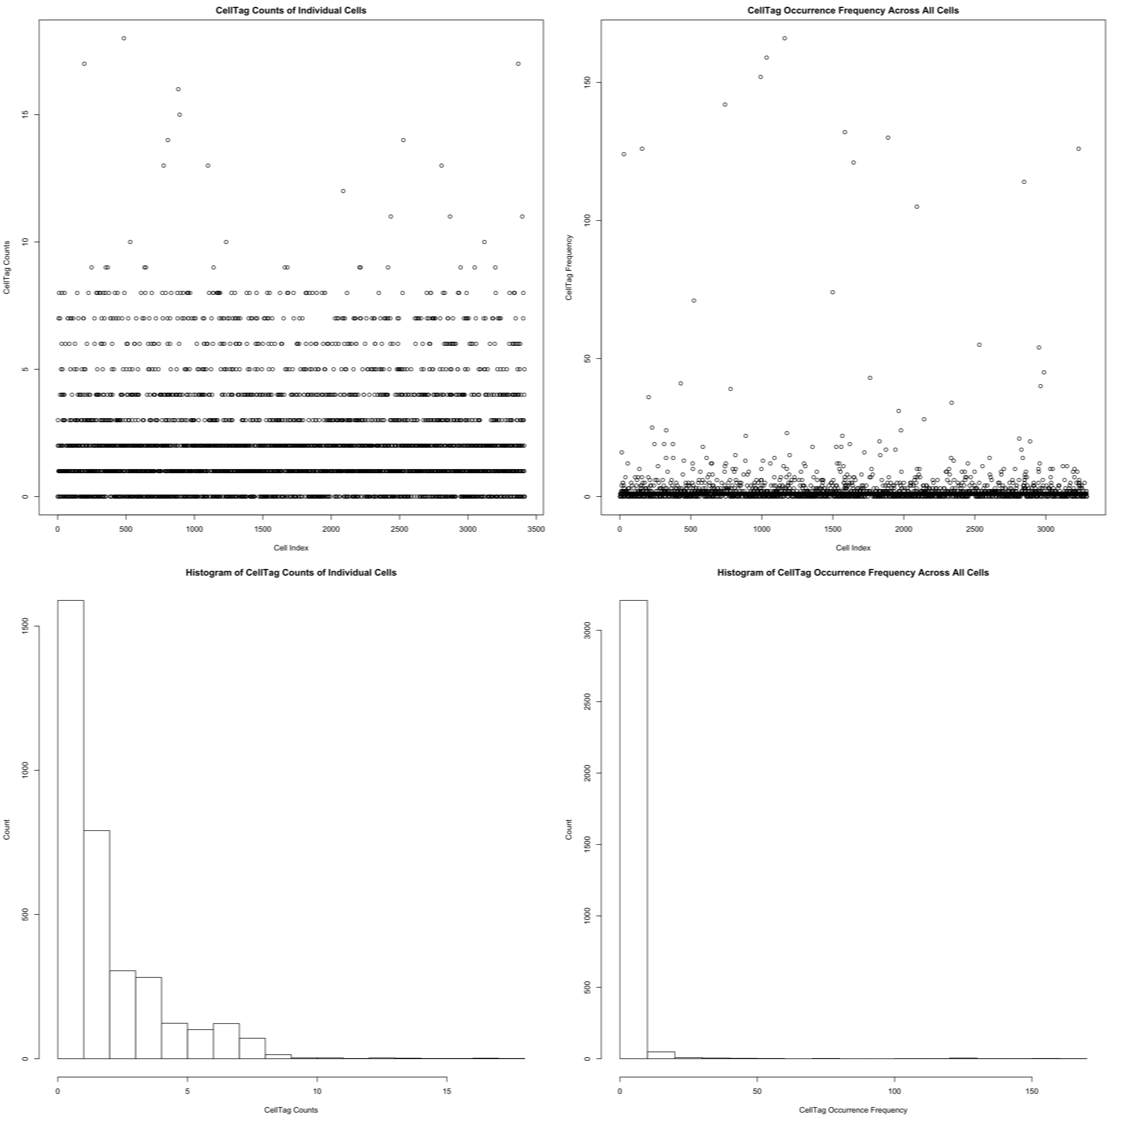 CellTag Counts of Individual Cells
CellTag Counts
15
10
5
0
0 500 1000 1500 2000 2500 3000 3500
Cell Index
CellTag Occurrence Frequency Across All Cells
CellTag Frequency
150
100
50
0
0 500 1000 1500 2000 2500 3000
Cell Index
Histogram of CellTag Counts of Individual Cells
Count
1500
1000
500
0
0 5 10 15
CellTag Counts
Histogram of CellTag Occurrence Frequency Across All Cells
Count
3000
2500
2000
1500
1000
500
0
0 50 100 150
CellTag Occurrence Frequency